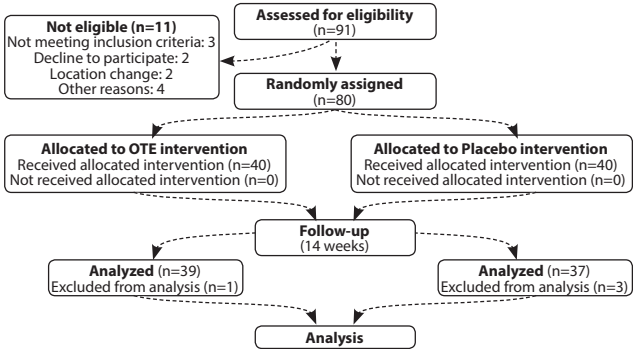 Assessed for eligibility
(n=91)
Not eligible (n=11)
Not meeting inclusion criteria: 3
Decline to participate: 2
Location change: 2
Other reasons: 4
Randomly assigned
(n=80)
Allocated to OTE intervention
Received allocated intervention (n=40)
Not received allocated intervention (n=0)
Allocated to Placebo intervention
Received allocated intervention (n=40)
Not received allocated intervention (n=0)
Follow-up
(14 weeks)
Analyzed (n=39)
Excluded from analysis (n=1)
Analyzed (n=37)
Excluded from analysis (n=3)
Analysis